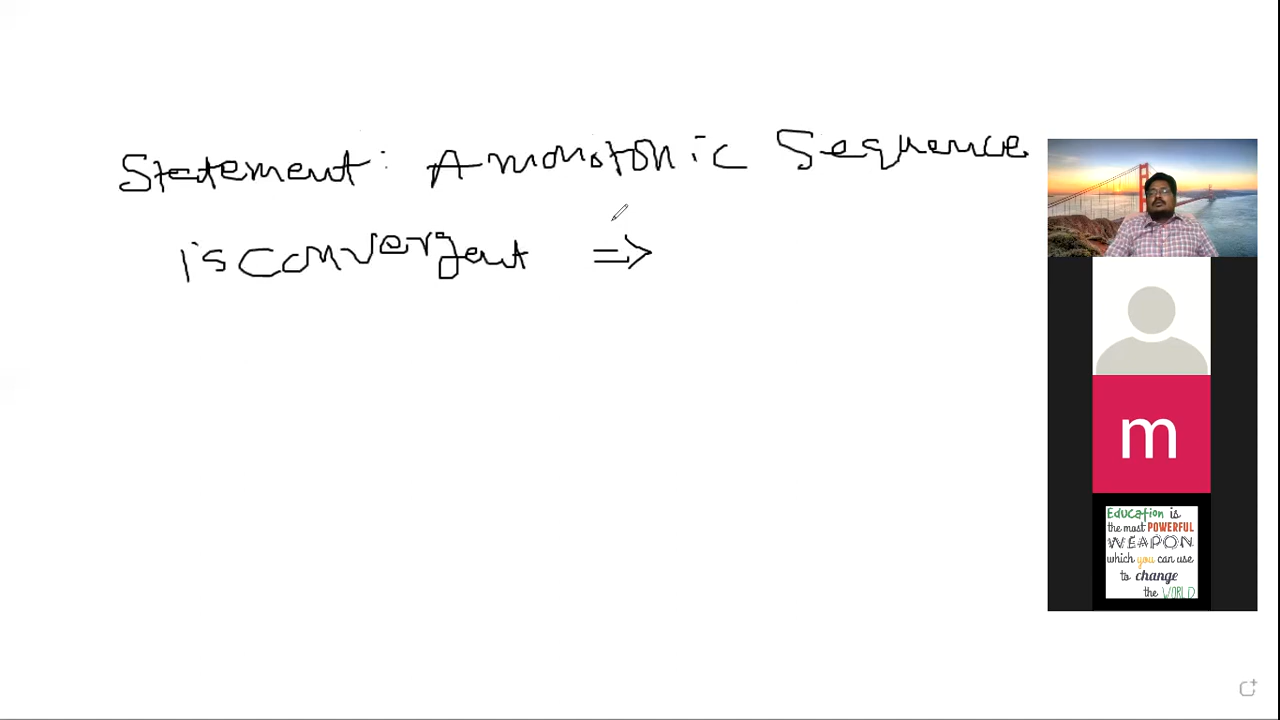 Statement: A monotonic Sequence
is convergent =>
m
Education is
the most POWERFUL
WEAPON
which you can use
to change
the WORLD